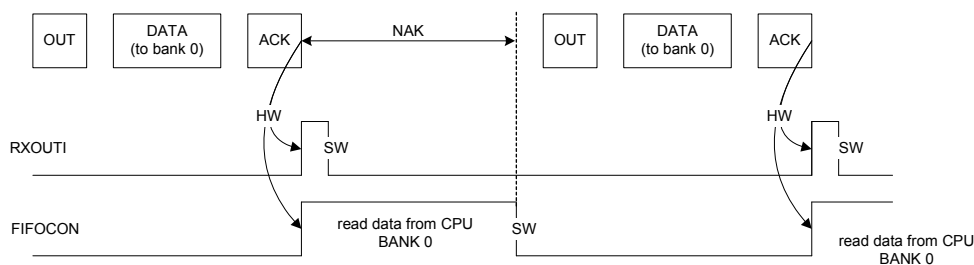 OUT
DATA
(to bank 0)
ACK
NAK
OUT
DATA
(to bank 0)
ACK
HW
HW
RXOUTI
SW
SW
FIFOCON
read data from CPU
BANK 0
SW
read data from CPU
BANK 0